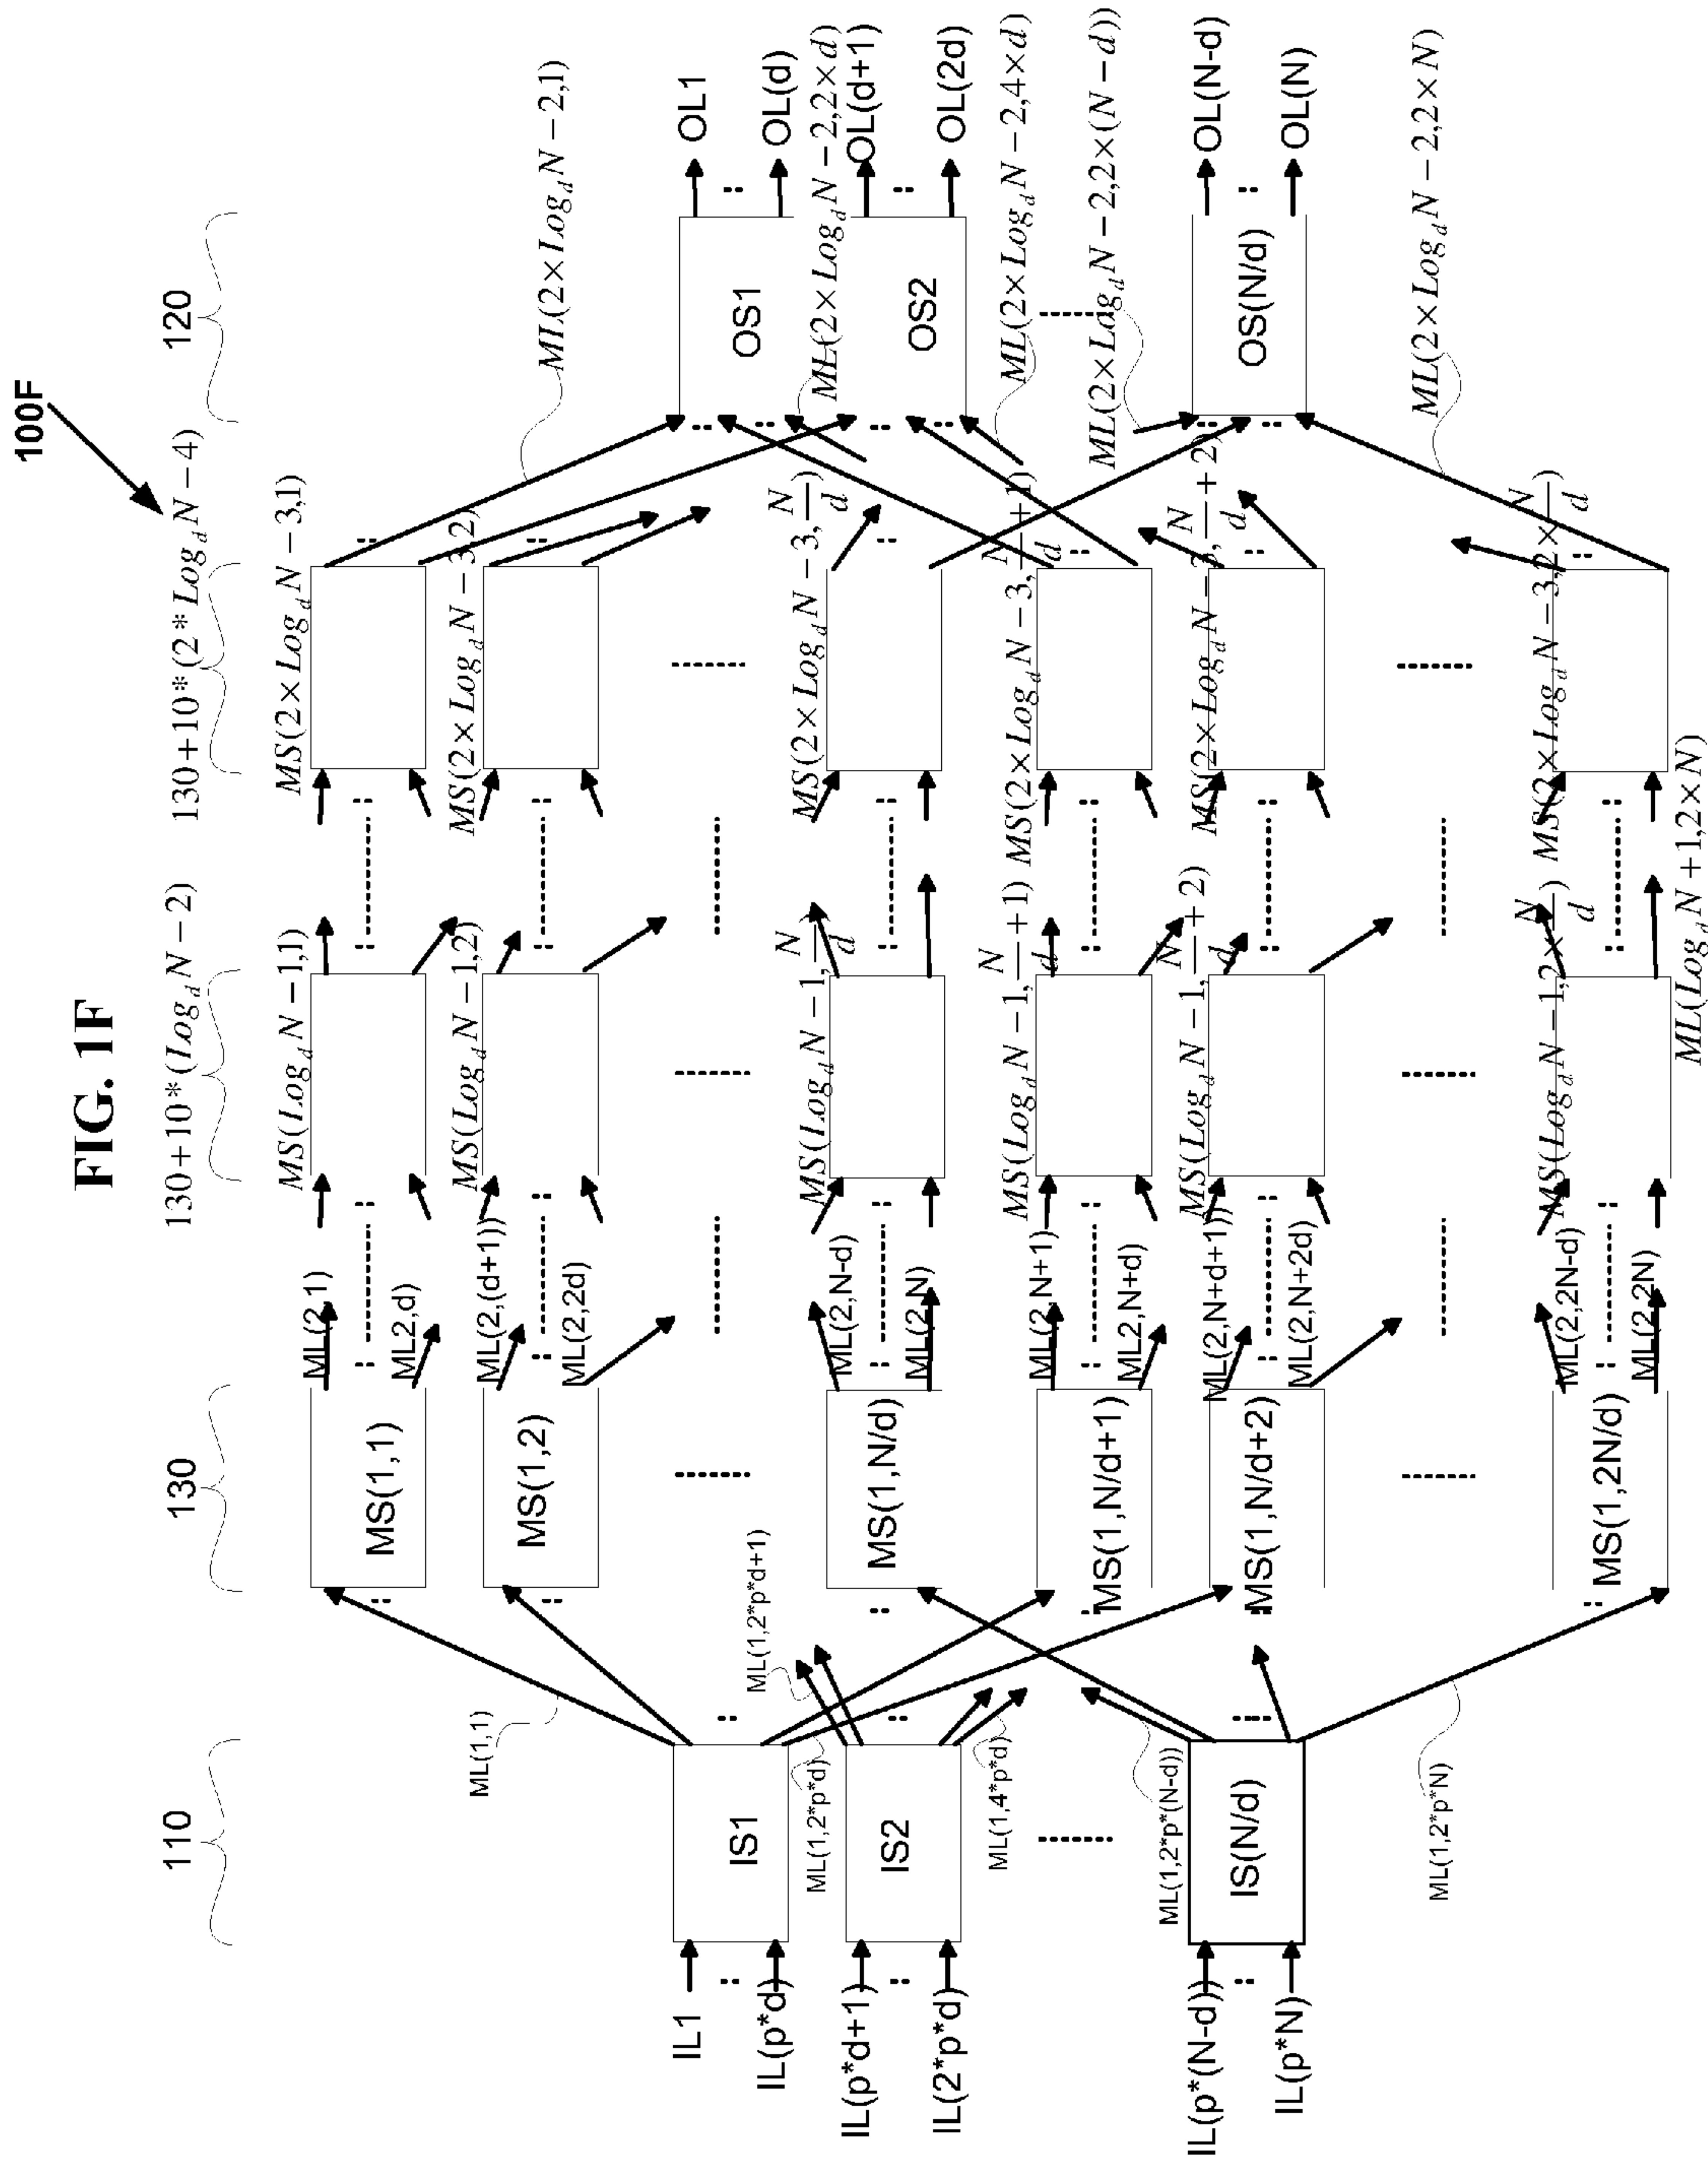 FIG. 1F
100F
110
130
130+10*(Log_d N−2)
130+10*(2*Log_d N−4)
120
IL1
IL(p*d)
IL(p*d+1)
IL(2*p*d)
IL(p*(N-d))
IL(p*N)
IS1
IS2
IS(N/d)
ML(1,1)
ML(1,2*p*d)
ML(1,2*p*d+1)
ML(1,4*p*d)
ML(1,2*p*(N-d))
ML(1,2*p*N)
MS(1,1)
MS(1,2)
MS(1,N/d)
MS(1,N/d+1)
MS(1,N/d+2)
MS(1,2N/d)
ML(2,1)
ML2,d)
ML(2,(d+1))
ML(2,2d)
ML(2,N-d)
ML(2,N)
ML(2,N+1)
ML2,N+d)
ML(2,N+d+1))
ML(2,N+2d)
ML(2,2N-d)
ML(2,2N)
MS(Log_d N−1,1)
MS(Log_d N−1,2)
MS(Log_d N−1,N/d)
MS(Log_d N−1,N/d+1)
MS(Log_d N−1,N/d+2)
MS(Log_d N−1,2×N/d)
ML(Log_d N+1,2×N)
MS(2×Log_d N−3,1)
MS(2×Log_d N−3,2)
MS(2×Log_d N−3,N/d)
MS(2×Log_d N−3,N/d+1)
MS(2×Log_d N−3,N/d+2)
MS(2×Log_d N−3,2×N/d)
ML(2×Log_d N−2,1)
ML(2×Log_d N−2,2×d)
ML(2×Log_d N−2,4×d)
ML(2×Log_d N−2,2×(N−d))
ML(2×Log_d N−2,2×N)
OS1
OS2
OS(N/d)
OL1
OL(d)
OL(d+1)
OL(2d)
OL(N-d)
OL(N)